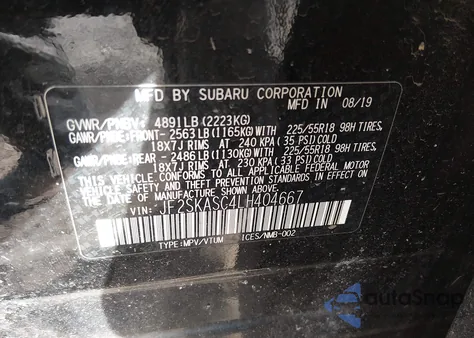 MFD BY SUBARU CORPORATION
MFD IN 08/19
GVWR/PNBV: 4891LB (2223KG)
GAWR/PNBE: FRONT- 2563LB (1165KG) WITH 225/55R18 98H TIRES,
18X7J RIMS AT 240 KPA (35 PSI) COLD
GAWR/PNBE: REAR - 2486LB (1130KG) WITH 225/55R18 98H TIRES,
18X7J RIMS AT 230 KPA (33 PSI) COLD
VEHICLE CONFORMS TO ALL APPLICABLE FEDERAL MOTOR
VEHICLE SAFETY AND THEFT PREVENTION STANDARDS IN EFFECT ON THE
DATE OF MANUFACTURE SHOWN ABOVE.
VIN: JF2SKASC4LH404667
TYPE: MPV/VTUM ICES/NMB-002
autoSnap